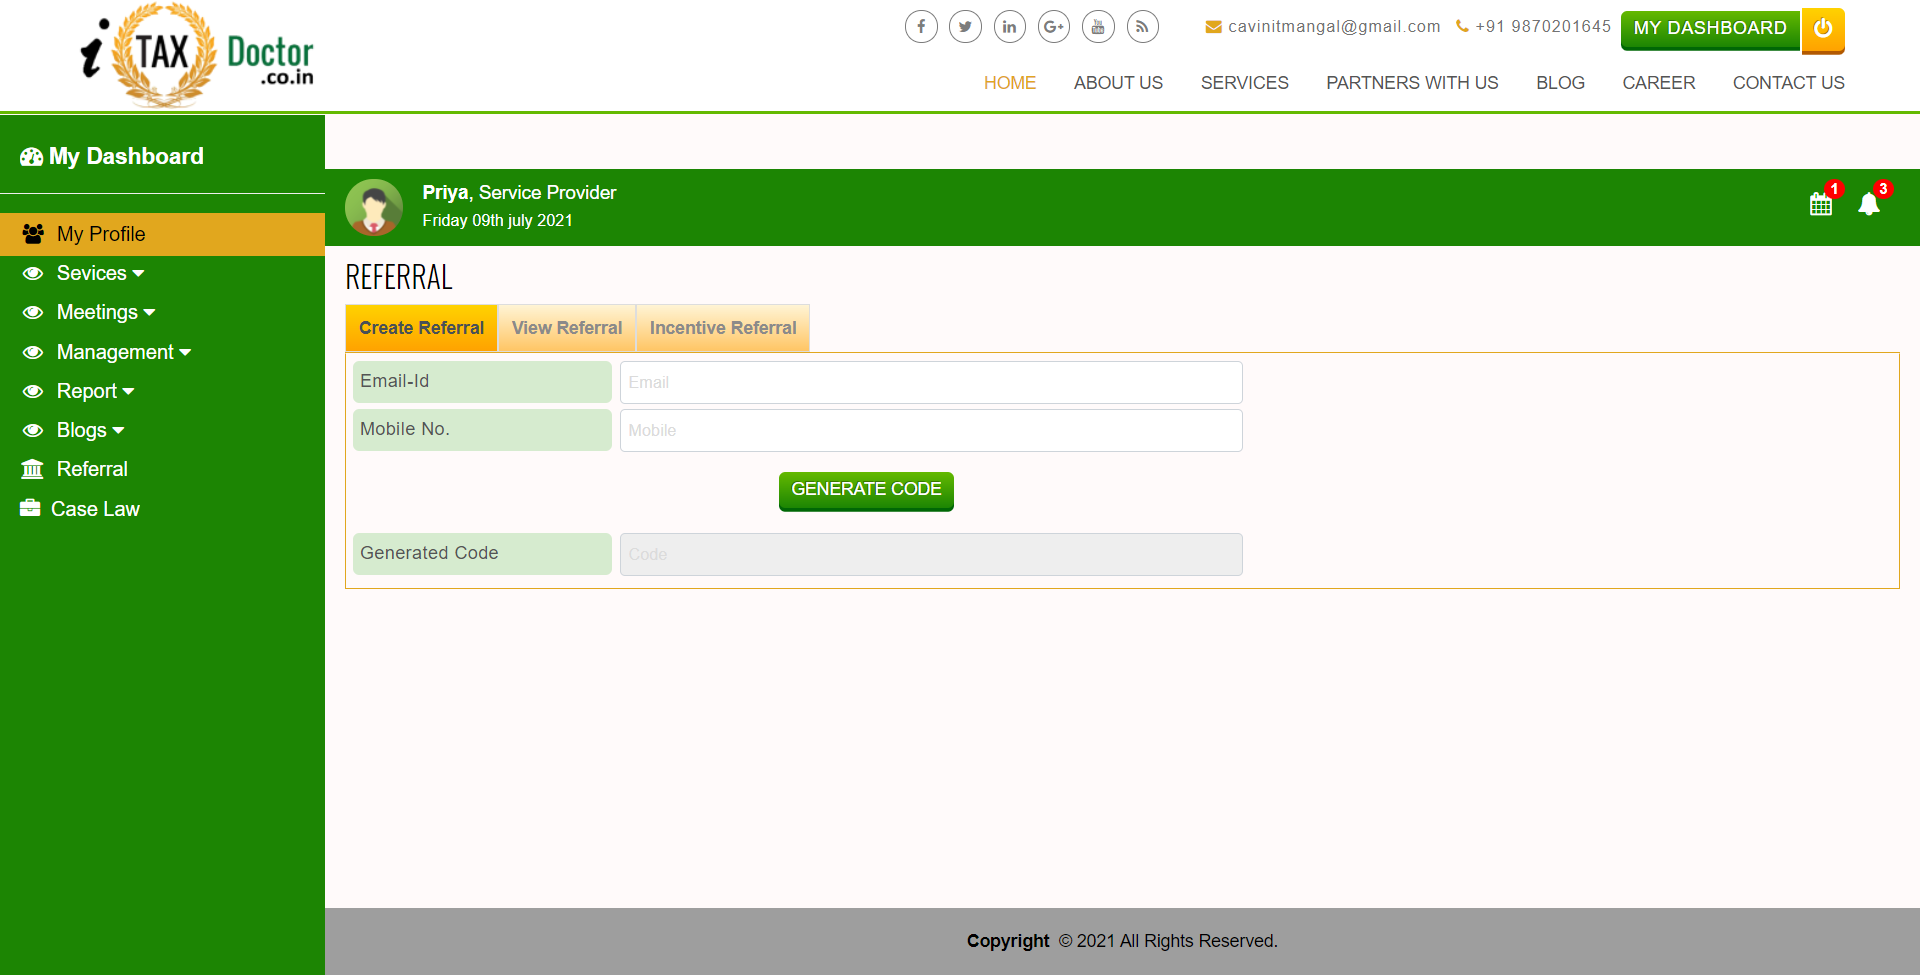 i TAX Doctor
.co.in
cavinitmangal@gmail.com +91 9870201645 MY DASHBOARD
HOME ABOUT US SERVICES PARTNERS WITH US BLOG CAREER CONTACT US
My Dashboard
Priya, Service Provider
Friday 09th july 2021
1
3
My Profile
Sevices
Meetings
Management
Report
Blogs
Referral
Case Law
REFERRAL
Create Referral View Referral Incentive Referral
Email-Id Email
Mobile No. Mobile
GENERATE CODE
Generated Code Code
Copyright © 2021 All Rights Reserved.